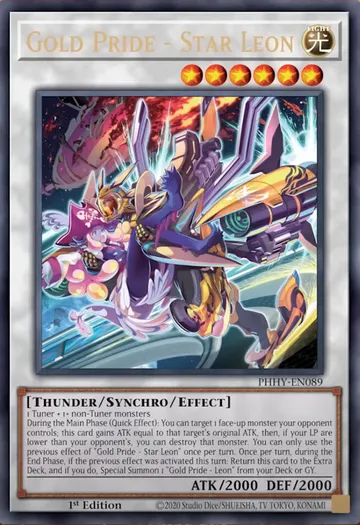 Gold Pride - Star Leon
LIGHT
光
PHHY-EN089
[Thunder/Synchro/Effect]
1 Tuner + 1+ non-Tuner monsters
During the Main Phase (Quick Effect): You can target 1 face-up monster your opponent
controls; this card gains ATK equal to that target's original ATK, then, if your LP are
lower than your opponent's, you can destroy that monster. You can only use the
previous effect of "Gold Pride - Star Leon" once per turn. Once per turn, during the
End Phase, if the previous effect was activated this turn: Return this card to the Extra
Deck, and if you do, Special Summon 1 "Gold Pride - Leon" from your Deck or GY.
ATK/2000 DEF/2000
1st Edition
©2020 Studio Dice/SHUEISHA, TV TOKYO, KONAMI